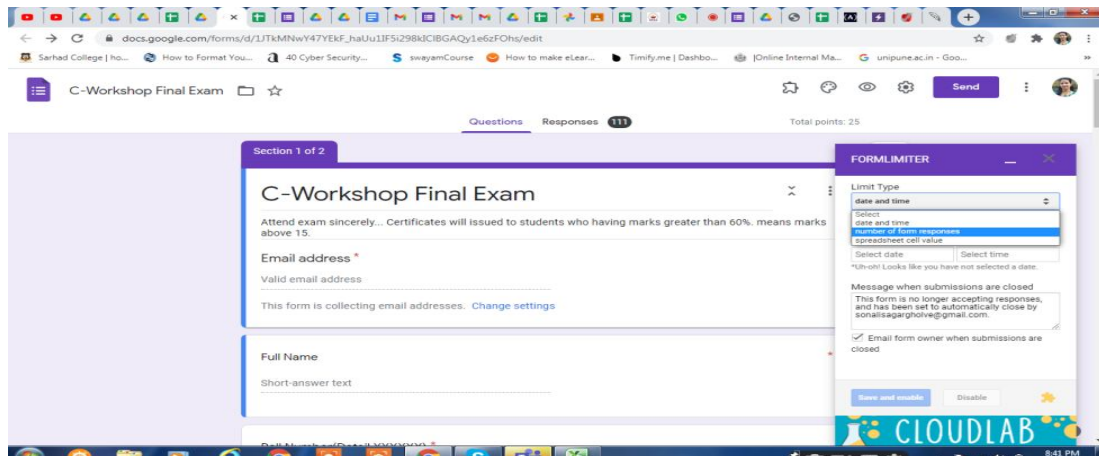 docs.google.com/forms/d/1JTkMNwY47YEkF_haUu1IF5i298kICIBGAQy1e6zFOhs/edit
Sarhad College | ho... How to Format You... 40 Cyber Security... swayamCourse How to make eLear... Timify.me | Dashbo... |Online Internal Ma... unipune.ac.in - Goo...
C-Workshop Final Exam Send
Questions Responses 111 Total points: 25
Section 1 of 2
C-Workshop Final Exam
Attend exam sincerely... Certificates will issued to students who having marks greater than 60%. means marks
above 15.
Email address *
Valid email address
This form is collecting email addresses. Change settings
Full Name *
Short-answer text
FORMLIMITER
Limit Type
date and time
Select
date and time
number of form responses
spreadsheet cell value
Select date Select time
*Uh-oh! Looks like you have not selected a date.
Message when submissions are closed
This form is no longer accepting responses,
and has been set to automatically close by
sonalisagargholve@gmail.com.
Email form owner when submissions are
closed
Save and enable Disable
CLOUDLAB
8:41 PM